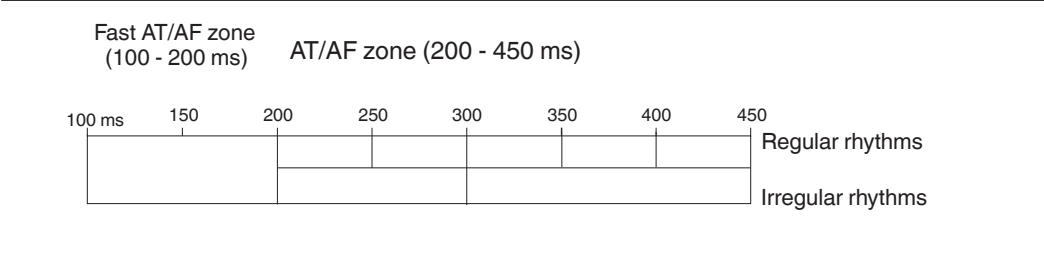 Fast AT/AF zone
(100 - 200 ms)
AT/AF zone (200 - 450 ms)
100 ms 150 200 250 300 350 400 450
Regular rhythms
Irregular rhythms